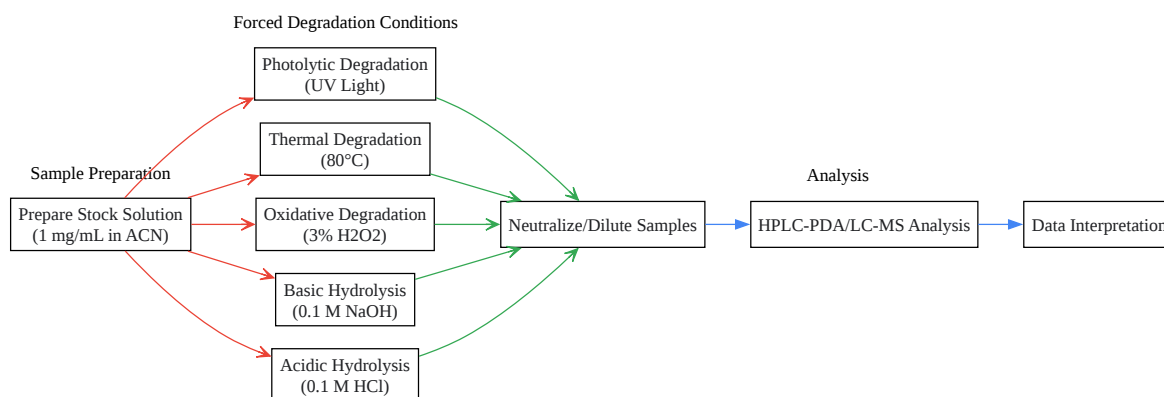 Forced Degradation Conditions
Photolytic Degradation
(UV Light)
Thermal Degradation
(80°C)
Sample Preparation
Analysis
Prepare Stock Solution
(1 mg/mL in ACN)
Oxidative Degradation
(3% H2O2)
Neutralize/Dilute Samples
HPLC-PDA/LC-MS Analysis
Data Interpretation
Basic Hydrolysis
(0.1 M NaOH)
Acidic Hydrolysis
(0.1 M HCl)